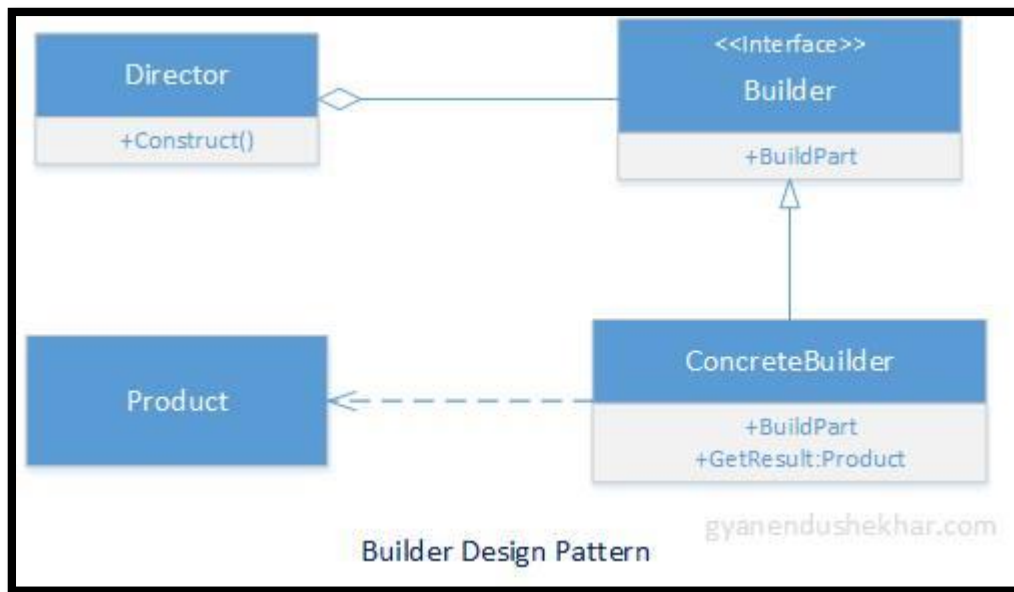 Director
+Construct()
<<Interface>>
Builder
+BuildPart
Product
ConcreteBuilder
+BuildPart
+GetResult:Product
gyanendushekhar.com
Builder Design Pattern